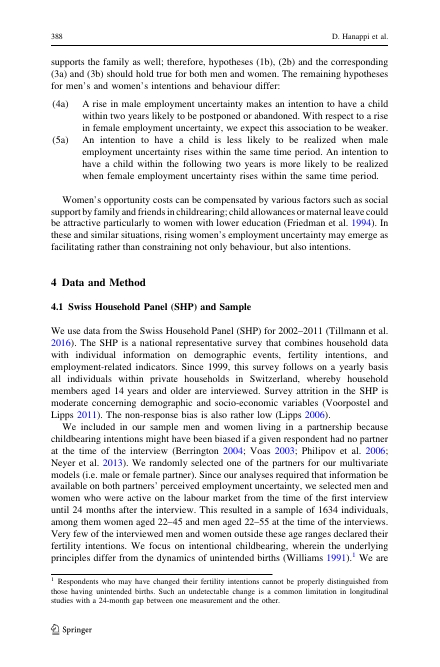 388
D. Hanappi et al.
supports the family as well; therefore, hypotheses (1b), (2b) and the corresponding
(3a) and (3b) should hold true for both men and women. The remaining hypotheses
for men's and women's intentions and behaviour differ:
(4a) A rise in male employment uncertainty makes an intention to have a child
within two years likely to be postponed or abandoned. With respect to a rise
in female employment uncertainty, we expect this association to be weaker.
(5a) An intention to have a child is less likely to be realized when male
employment uncertainty rises within the same time period. An intention to
have a child within the following two years is more likely to be realized
when female employment uncertainty rises within the same time period.
Women's opportunity costs can be compensated by various factors such as social
support by family and friends in childrearing; child allowances or maternal leave could
be attractive particularly to women with lower education (Friedman et al. 1994). In
these and similar situations, rising women's employment uncertainty may emerge as
facilitating rather than constraining not only behaviour, but also intentions.
4 Data and Method
4.1 Swiss Household Panel (SHP) and Sample
We use data from the Swiss Household Panel (SHP) for 2002–2011 (Tillmann et al.
2016). The SHP is a national representative survey that combines household data
with individual information on demographic events, fertility intentions, and
employment-related indicators. Since 1999, this survey follows on a yearly basis
all individuals within private households in Switzerland, whereby household
members aged 14 years and older are interviewed. Survey attrition in the SHP is
moderate concerning demographic and socio-economic variables (Voorpostel and
Lipps 2011). The non-response bias is also rather low (Lipps 2006).
We included in our sample men and women living in a partnership because
childbearing intentions might have been biased if a given respondent had no partner
at the time of the interview (Berrington 2004; Voas 2003; Philipov et al. 2006;
Neyer et al. 2013). We randomly selected one of the partners for our multivariate
models (i.e. male or female partner). Since our analyses required that information be
available on both partners' perceived employment uncertainty, we selected men and
women who were active on the labour market from the time of the first interview
until 24 months after the interview. This resulted in a sample of 1634 individuals,
among them women aged 22–45 and men aged 22–55 at the time of the interviews.
Very few of the interviewed men and women outside these age ranges declared their
fertility intentions. We focus on intentional childbearing, wherein the underlying
principles differ from the dynamics of unintended births (Williams 1991).1 We are
1 Respondents who may have changed their fertility intentions cannot be properly distinguished from
those having unintended births. Such an undetectable change is a common limitation in longitudinal
studies with a 24-month gap between one measurement and the other.
Springer